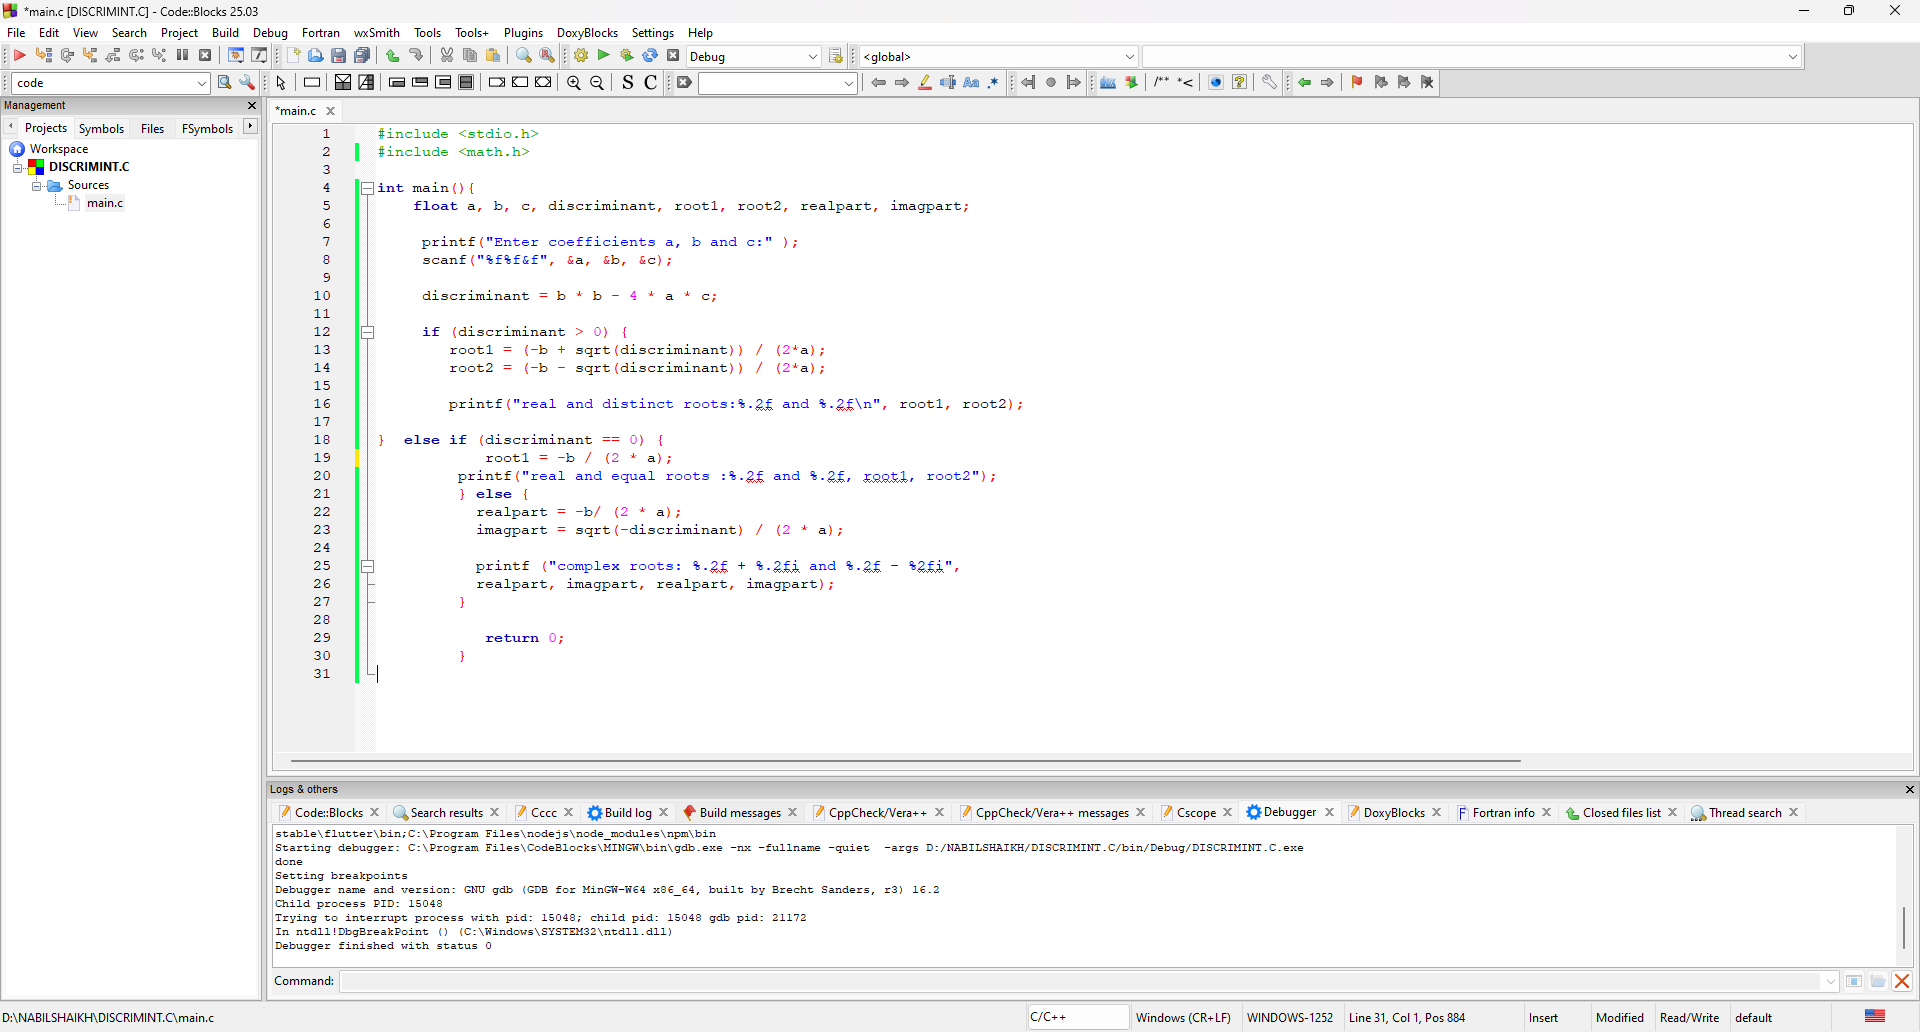 *main.c [DISCRIMINT.C] - Code::Blocks 25.03
File Edit View Search Project Build Debug Fortran wxSmith Tools Tools+ Plugins DoxyBlocks Settings Help
Debug
<global>
code
S C
Aa .*
/** *<
Management
Projects Symbols Files FSymbols
Workspace
DISCRIMINT.C
Sources
main.c
*main.c
1 #include <stdio.h>
2 #include <math.h>
3
4 int main(){
5 float a, b, c, discriminant, root1, root2, realpart, imagpart;
6
7 printf("Enter coefficients a, b and c:" );
8 scanf("%f%f&f", &a, &b, &c);
9
10 discriminant = b * b - 4 * a * c;
11
12 if (discriminant > 0) {
13 root1 = (-b + sqrt(discriminant)) / (2*a);
14 root2 = (-b - sqrt(discriminant)) / (2*a);
15
16 printf("real and distinct roots:%.2f and %.2f\n", root1, root2);
17
18 } else if (discriminant == 0) {
19 root1 = -b / (2 * a);
20 printf("real and equal roots :%.2f and %.2f, root1, root2");
21 } else {
22 realpart = -b/ (2 * a);
23 imagpart = sqrt(-discriminant) / (2 * a);
24
25 printf ("complex roots: %.2f + %.2fi and %.2f - %2fi",
26 realpart, imagpart, realpart, imagpart);
27 }
28
29 return 0;
30 }
31
Logs & others
Code::Blocks Search results Cccc Build log Build messages CppCheck/Vera++ CppCheck/Vera++ messages Cscope Debugger DoxyBlocks Fortran info Closed files list Thread search
stable\flutter\bin;C:\Program Files\nodejs\node_modules\npm\bin
Starting debugger: C:\Program Files\CodeBlocks\MINGW\bin\gdb.exe -nx -fullname -quiet -args D:/NABILSHAIKH/DISCRIMINT.C/bin/Debug/DISCRIMINT.C.exe
done
Setting breakpoints
Debugger name and version: GNU gdb (GDB for MinGW-W64 x86_64, built by Brecht Sanders, r3) 16.2
Child process PID: 15048
Trying to interrupt process with pid: 15048; child pid: 15048 gdb pid: 21172
In ntdll!DbgBreakPoint () (C:\Windows\SYSTEM32\ntdll.dll)
Debugger finished with status 0
Command:
D:\NABILSHAIKH\DISCRIMINT.C\main.c C/C++ Windows (CR+LF) WINDOWS-1252 Line 31, Col 1, Pos 884 Insert Modified Read/Write default